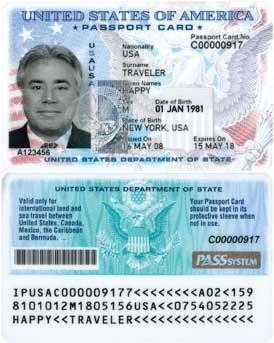 UNITED STATES OF AMERICA
PASSPORT CARD
Nationality
USA
Passport Card No.
C00000917
Surname
TRAVELER
Given Names
HAPPY
Sex
M
Date of Birth
01 JAN 1981
Place of Birth
NEW YORK, USA
Issued On
Expires On
MAY 08
15 MAY 18
A123456
UNITED STATES DEPARTMENT OF STATE
UNITED STATES DEPARTMENT OF STATE
Valid only for
international land and
sea travel between
United States, Canada,
Mexico, the Caribbean
and Bermuda.
Your Passport Card
should be kept in its
protective sleeve when
not in use.
C00000917
PASS SYSTEM
IPUSAC000009177<<<<<<A02<159
8101012M1805156USA<<0754052225
HAPPY<<TRAVELER<<<<<<<<<<<<<<<